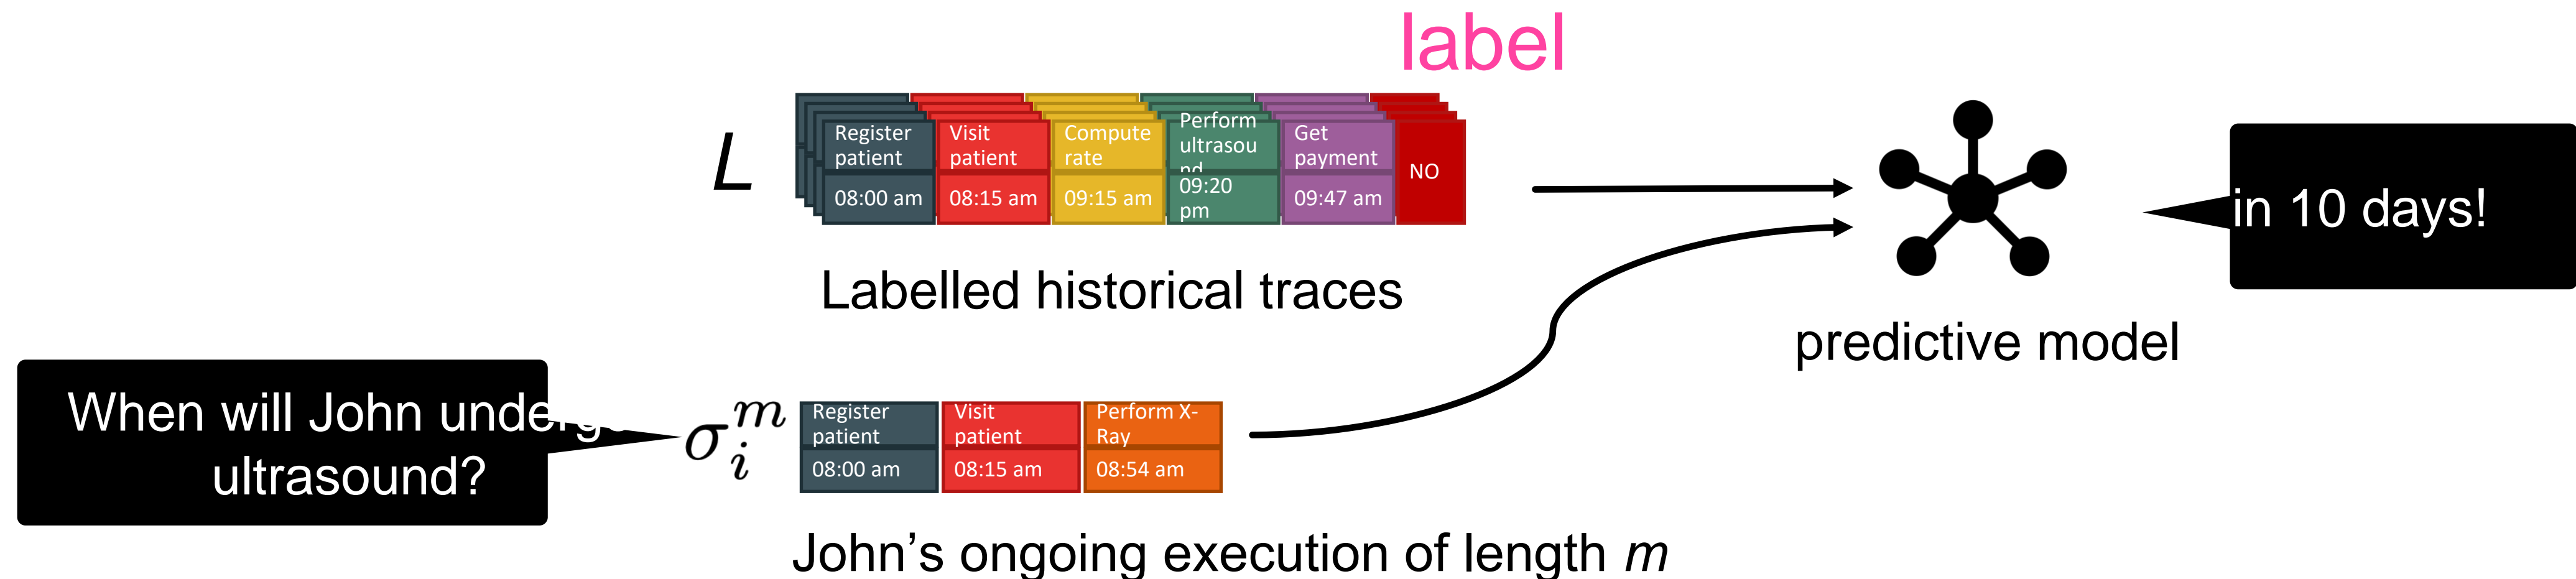 label
L
Register patient
Visit patient
Compute rate
Perform ultrasou nd
Get payment
NO
08:00 am
08:15 am
09:15 am
09:20 pm
09:47 am
Labelled historical traces
in 10 days!
predictive model
When will John undergo
ultrasound?
σᵢᵐ
Register patient
Visit patient
Perform X-Ray
08:00 am
08:15 am
08:54 am
John’s ongoing execution of length m